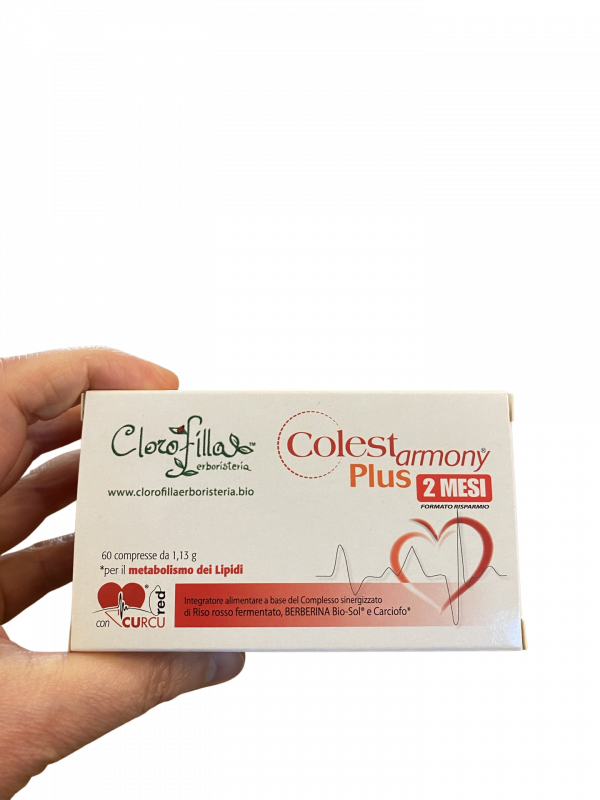 Clorofilla™
erboristeria
www.clorofillaerboristeria.bio
Colestarmony®
Plus
2 MESI
FORMATO RISPARMIO
60 compresse da 1,13 g
*per il metabolismo dei Lipidi
con CURCU red®
Integratore alimentare a base del Complesso sinergizzato
di Riso rosso fermentato, BERBERINA Bio-Sol® e Carciofo*